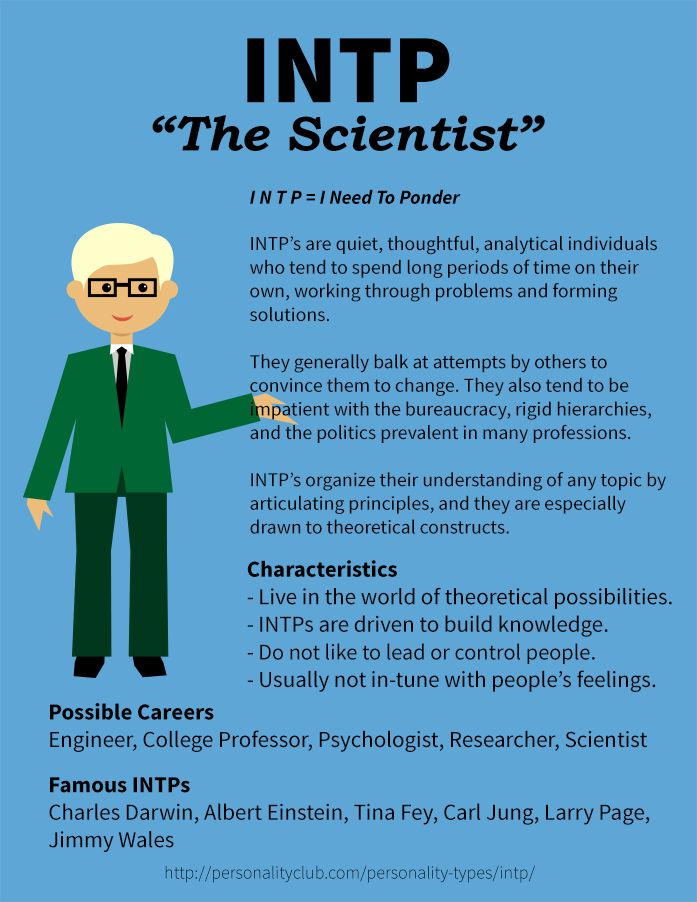 INTP
“The Scientist”
I N T P = I Need To Ponder
INTP’s are quiet, thoughtful, analytical individuals
who tend to spend long periods of time on their
own, working through problems and forming
solutions.
They generally balk at attempts by others to
convince them to change. They also tend to be
impatient with the bureaucracy, rigid hierarchies,
and the politics prevalent in many professions.
INTP’s organize their understanding of any topic by
articulating principles, and they are especially
drawn to theoretical constructs.
Characteristics
- Live in the world of theoretical possibilities.
- INTPs are driven to build knowledge.
- Do not like to lead or control people.
- Usually not in-tune with people’s feelings.
Possible Careers
Engineer, College Professor, Psychologist, Researcher, Scientist
Famous INTPs
Charles Darwin, Albert Einstein, Tina Fey, Carl Jung, Larry Page,
Jimmy Wales
http://personalityclub.com/personality-types/intp/